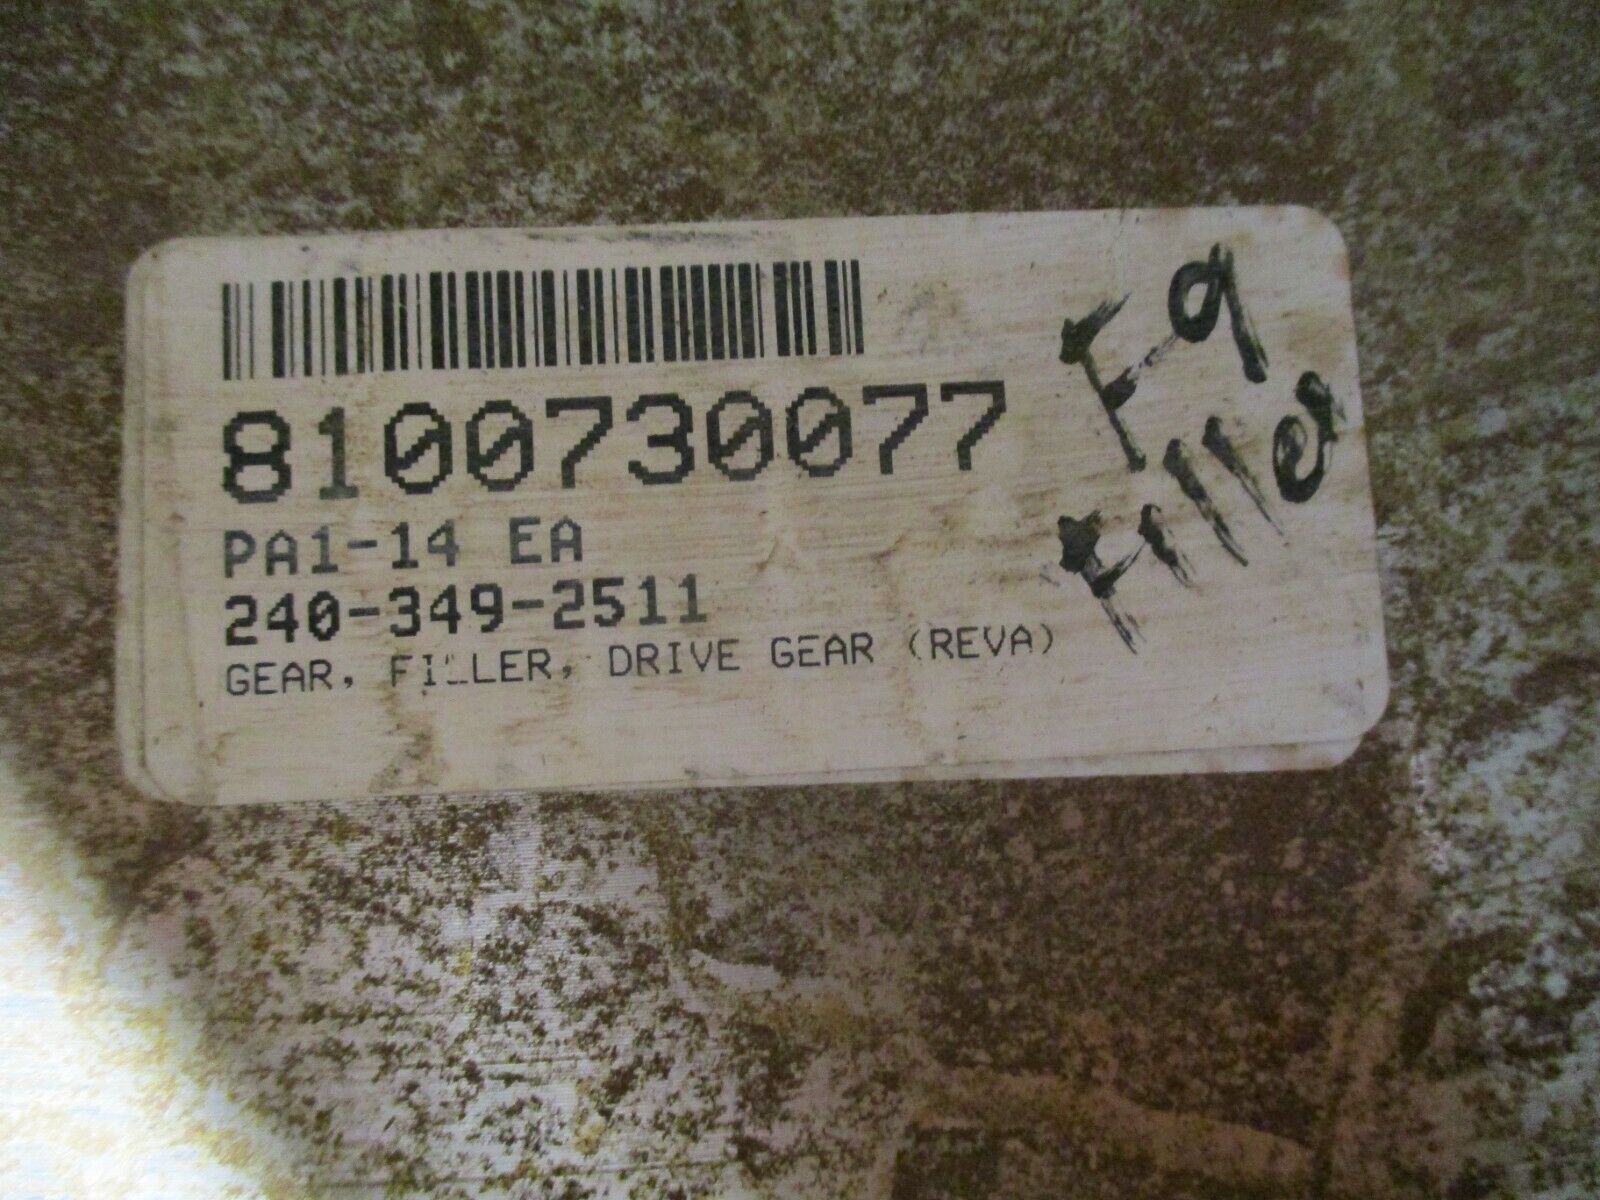 8100730077
PA1-14 EA
240-349-2511
GEAR, FILLER, DRIVE GEAR (REVA)
F9
Filler